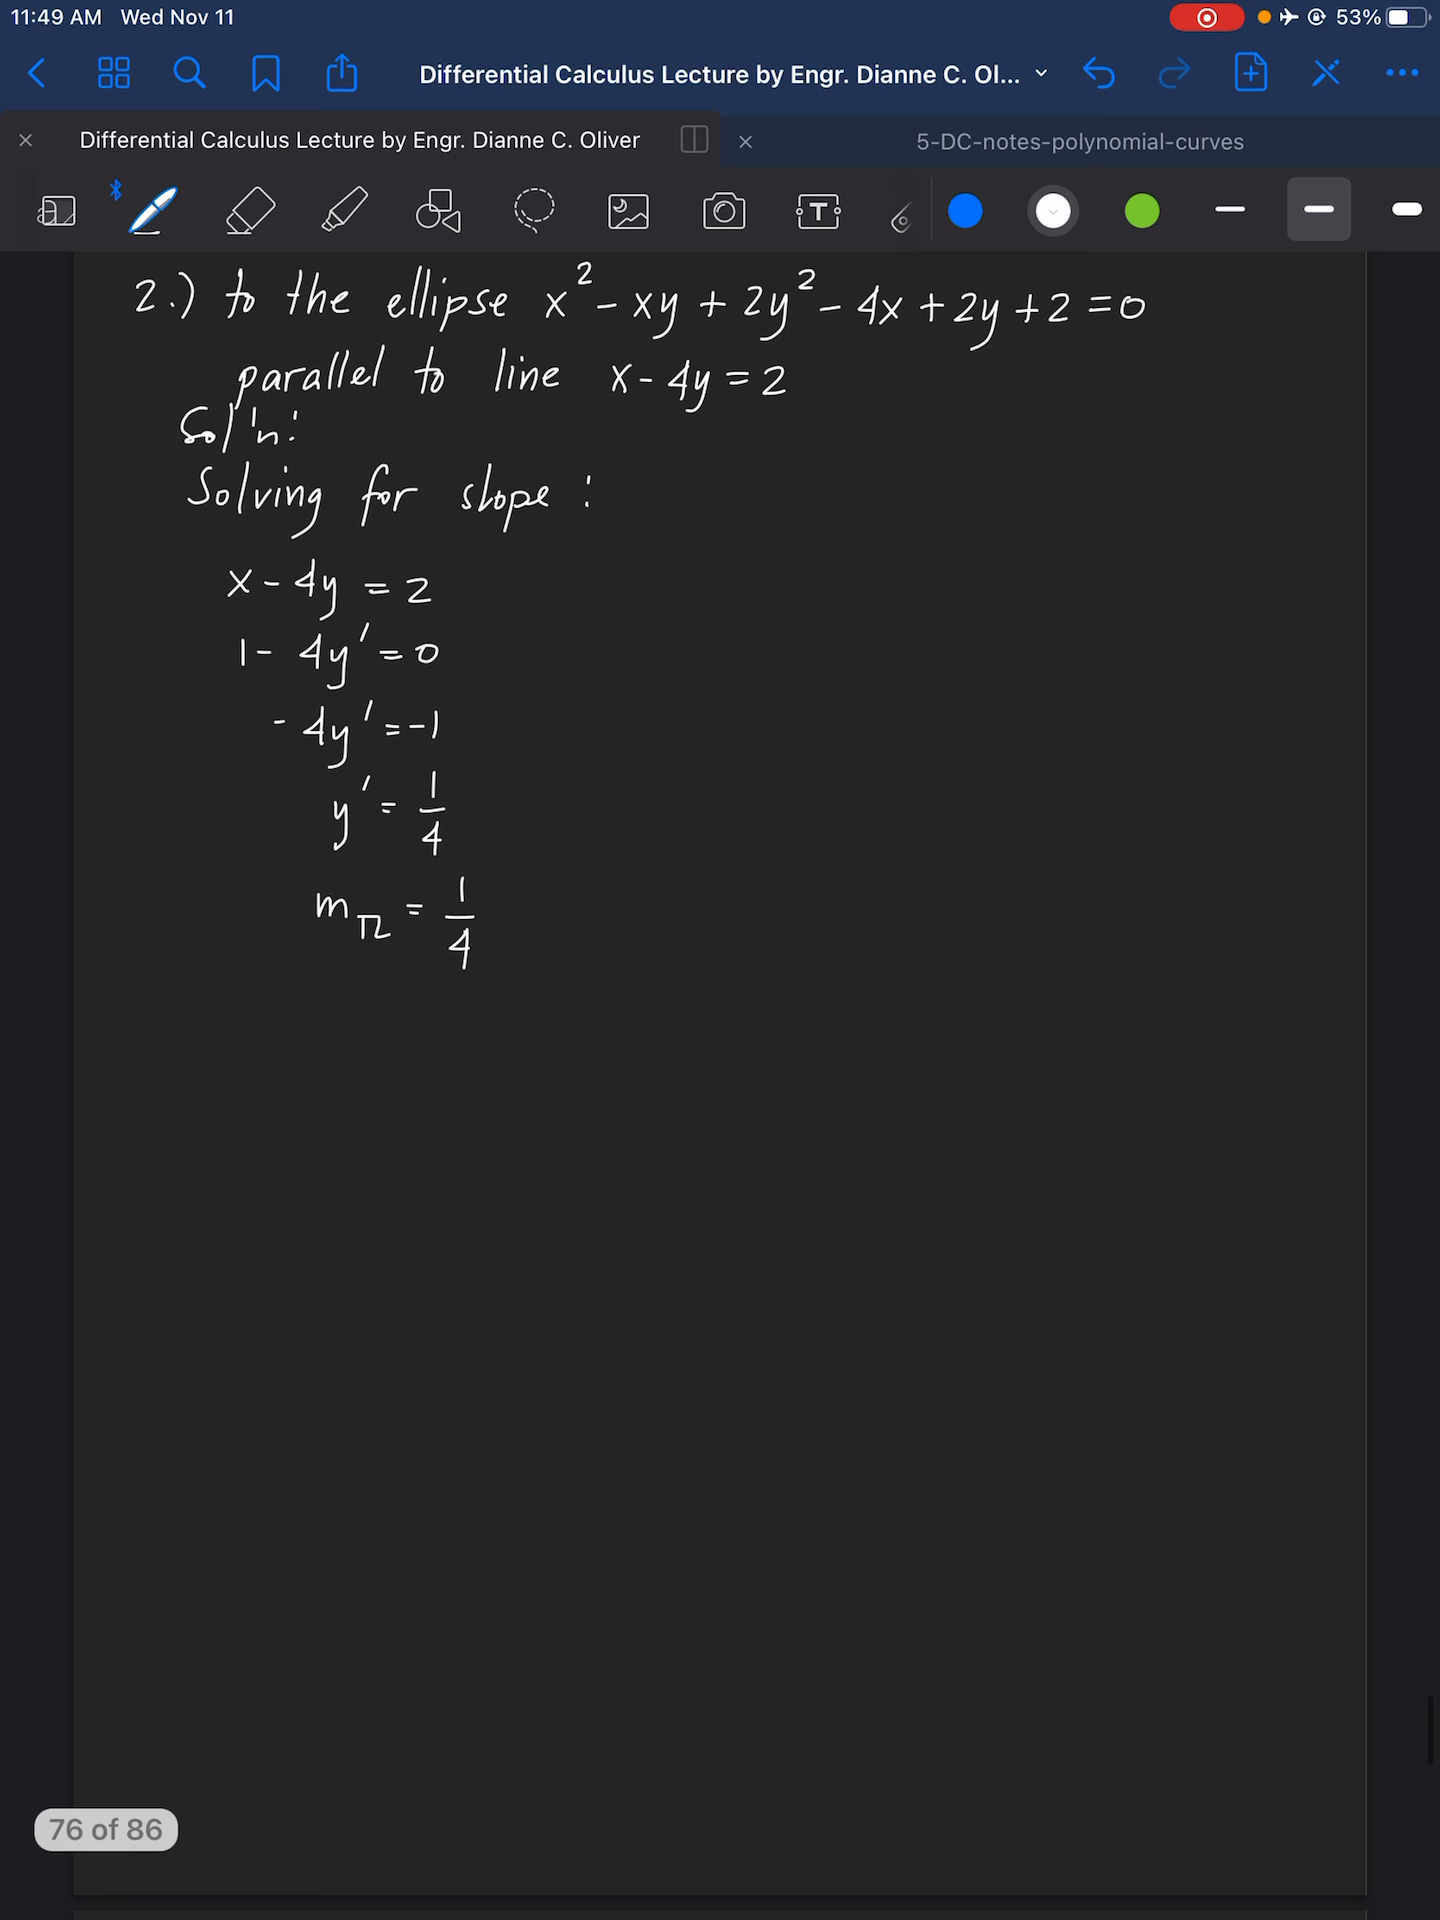 11:49 AM Wed Nov 11 53%
Differential Calculus Lecture by Engr. Dianne C. Ol...
Differential Calculus Lecture by Engr. Dianne C. Oliver
5-DC-notes-polynomial-curves
2.) to the ellipse x² - xy + 2y² - 4x + 2y + 2 = 0
parallel to line x - 4y = 2
Sol'n:
Solving for slope :
x - 4y = 2
1 - 4y' = 0
- 4y' = -1
y' = 1/4
m = 1/4
76 of 86